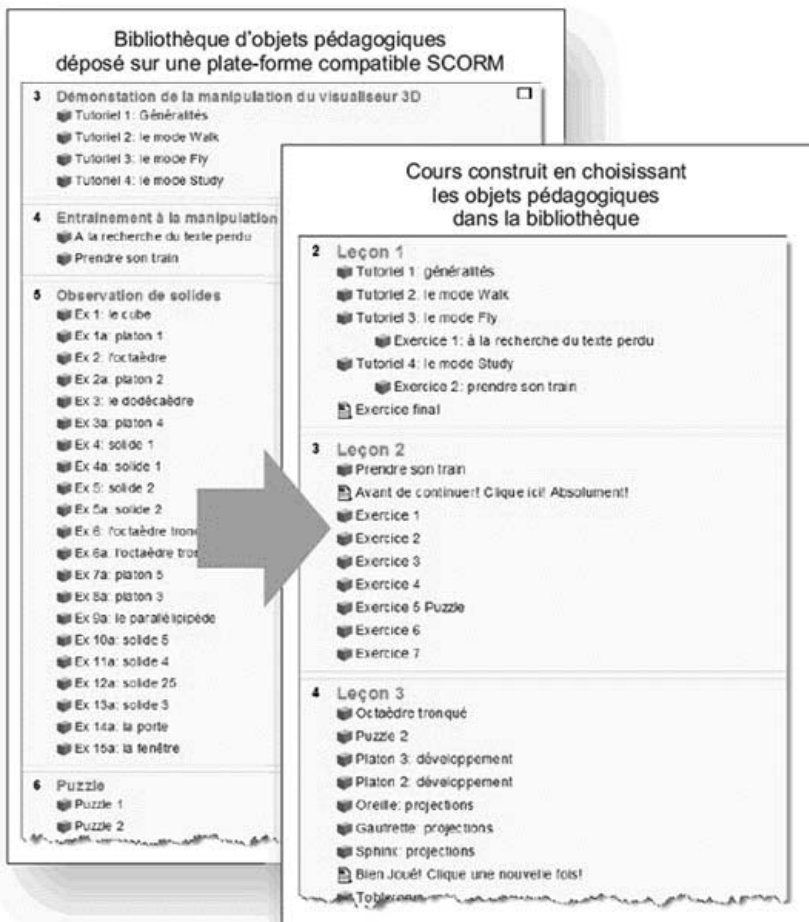 Bibliothèque d'objets pédagogiques
déposé sur une plate-forme compatible SCORM
3 Démonstation de la manipulation du visualiseur 3D
Tutoriel 1: Généralités
Tutoriel 2: le mode Walk
Tutoriel 3: le mode Fly
Tutoriel 4: le mode Study
4 Entraînement à la manipulation
A la recherche du texte perdu
Prendre son train
5 Observation de solides
Ex 1: le cube
Ex 1a: platon 1
Ex 2: l'octaèdre
Ex 2a: platon 2
Ex 3: le dodécaèdre
Ex 3a: platon 4
Ex 4: solide 1
Ex 4a: solide 1
Ex 5: solide 2
Ex 5a: solide 2
Ex 6: l'octaèdre tronq
Ex 6a: l'octaèdre tron
Ex 7a: platon 5
Ex 8a: platon 3
Ex 9a: le parallélipipède
Ex 10a: solide 5
Ex 11a: solide 4
Ex 12a: solide 25
Ex 13a: solide 3
Ex 14a: la porte
Ex 15a: la fenêtre
6 Puzzle
Puzzle 1
Puzzle 2
Cours construit en choisissant
les objets pédagogiques
dans la bibliothèque
2 Leçon 1
Tutoriel 1: généralités
Tutoriel 2: le mode Walk
Tutoriel 3: le mode Fly
Exercice 1: à la recherche du texte perdu
Tutoriel 4: le mode Study
Exercice 2: prendre son train
Exercice final
3 Leçon 2
Prendre son train
Avant de continuer! Clique ici! Absolument!
Exercice 1
Exercice 2
Exercice 3
Exercice 4
Exercice 5 Puzzle
Exercice 6
Exercice 7
4 Leçon 3
Octaèdre tronqué
Puzzle 2
Platon 3: développement
Platon 2: développement
Oreille: projections
Gaufrette: projections
Sphinx: projections
Bien Joué! Clique une nouvelle fois!